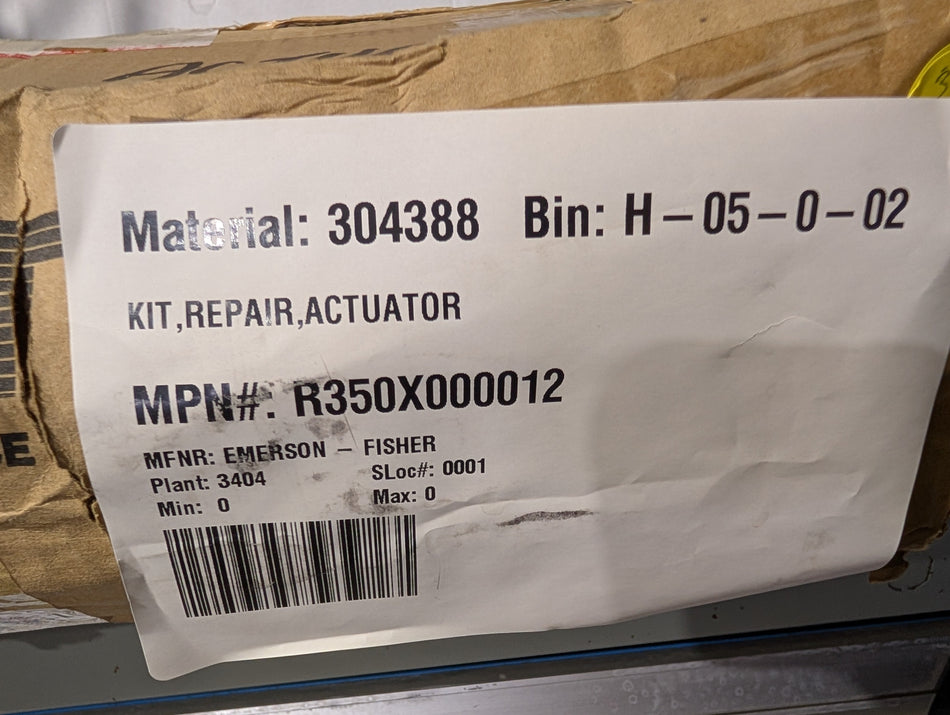 Material: 304388 Bin: H-05-0-02
KIT,REPAIR,ACTUATOR
MPN#: R350X000012
MFNR: EMERSON - FISHER
Plant: 3404 SLoc#: 0001
Min: 0 Max: 0